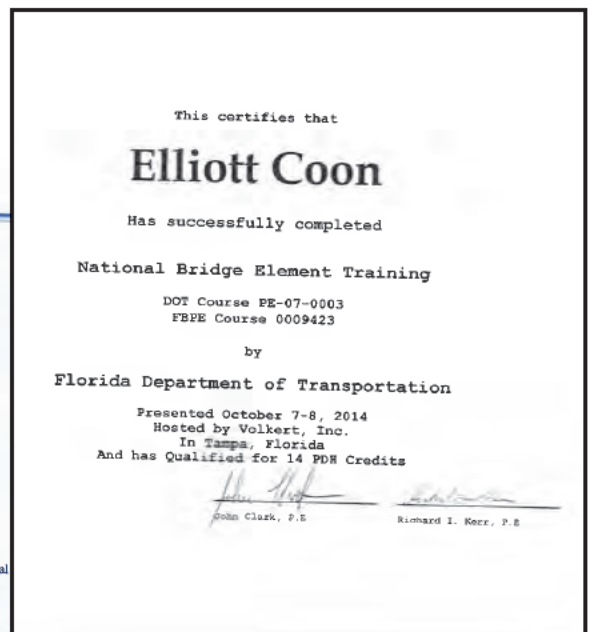 This certifies that
Elliott Coon
Has successfully completed
National Bridge Element Training
DOT Course PE-07-0003
FBPE Course 0009423
by
Florida Department of Transportation
Presented October 7-8, 2014
Hosted by Volkert, Inc.
In Tampa, Florida
And has Qualified for 14 PDH Credits
John Clark, P.E
Richard I. Kerr, P.E
al